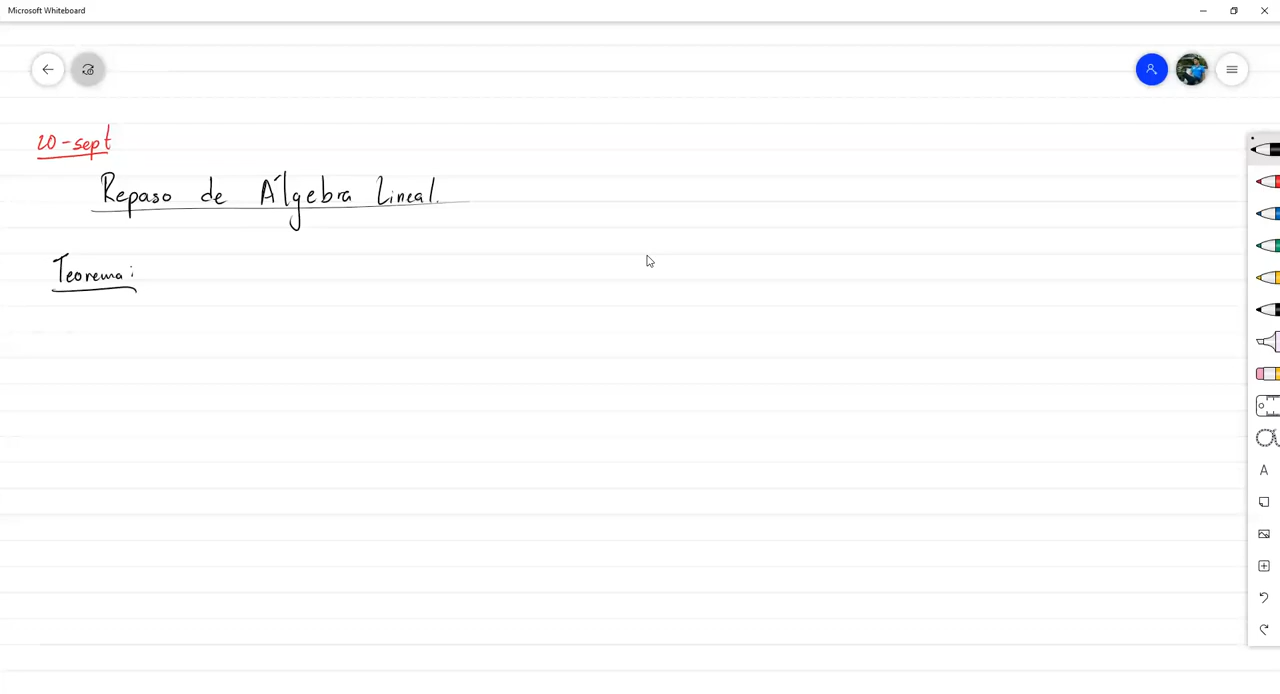 Microsoft Whiteboard
20-sept
Repaso de Álgebra Lineal.
Teorema:
A